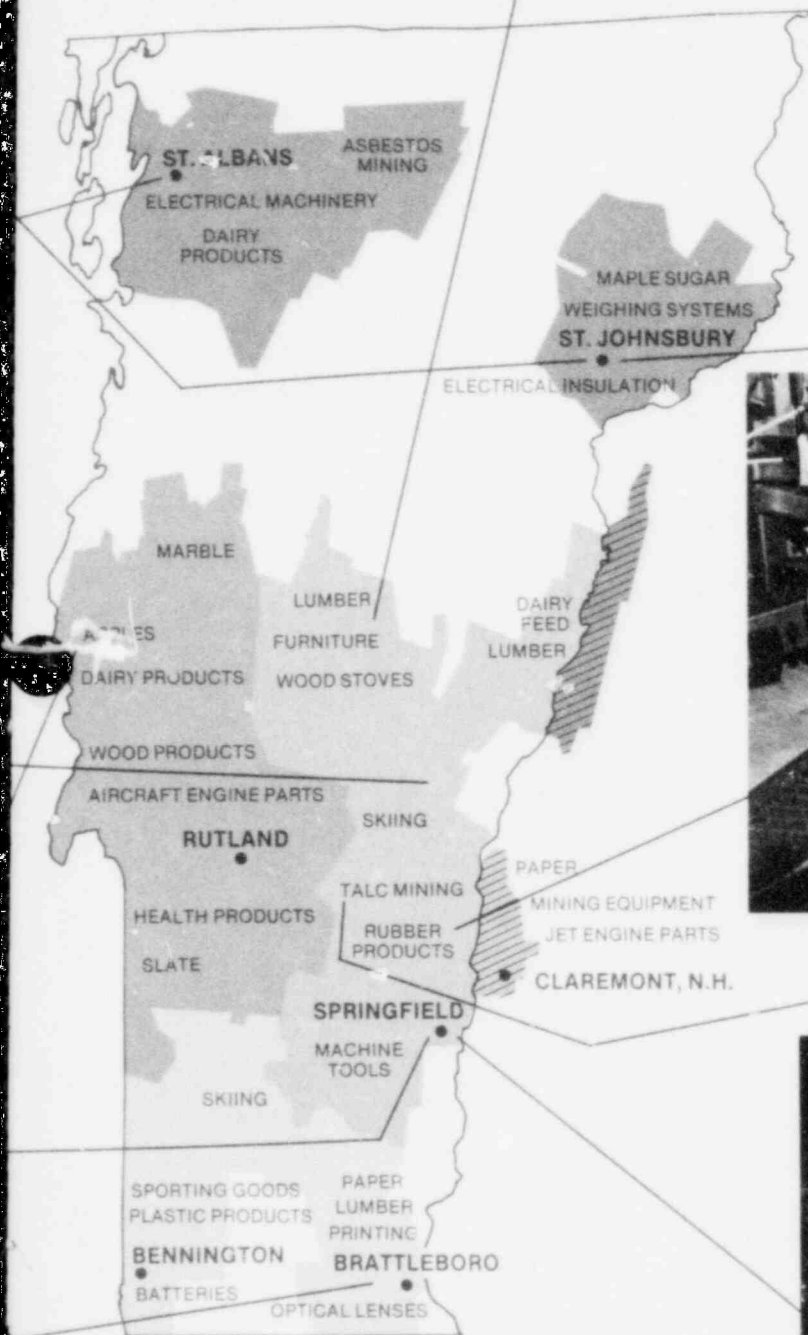 ST. ALBANS
ASBESTOS
MINING
ELECTRICAL MACHINERY
DAIRY
PRODUCTS
MAPLE SUGAR
WEIGHING SYSTEMS
ST. JOHNSBURY
ELECTRICAL INSULATION
MARBLE
LUMBER
DAIRY
FEED
APPLES
FURNITURE
LUMBER
DAIRY PRODUCTS
WOOD STOVES
WOOD PRODUCTS
AIRCRAFT ENGINE PARTS
SKIING
RUTLAND
PAPER
TALC MINING
MINING EQUIPMENT
HEALTH PRODUCTS
RUBBER
PRODUCTS
JET ENGINE PARTS
SLATE
CLAREMONT, N.H.
SPRINGFIELD
MACHINE
TOOLS
SKIING
SPORTING GOODS
PLASTIC PRODUCTS
PAPER
LUMBER
PRINTING
BENNINGTON
BRATTLEBORO
BATTERIES
OPTICAL LENSES